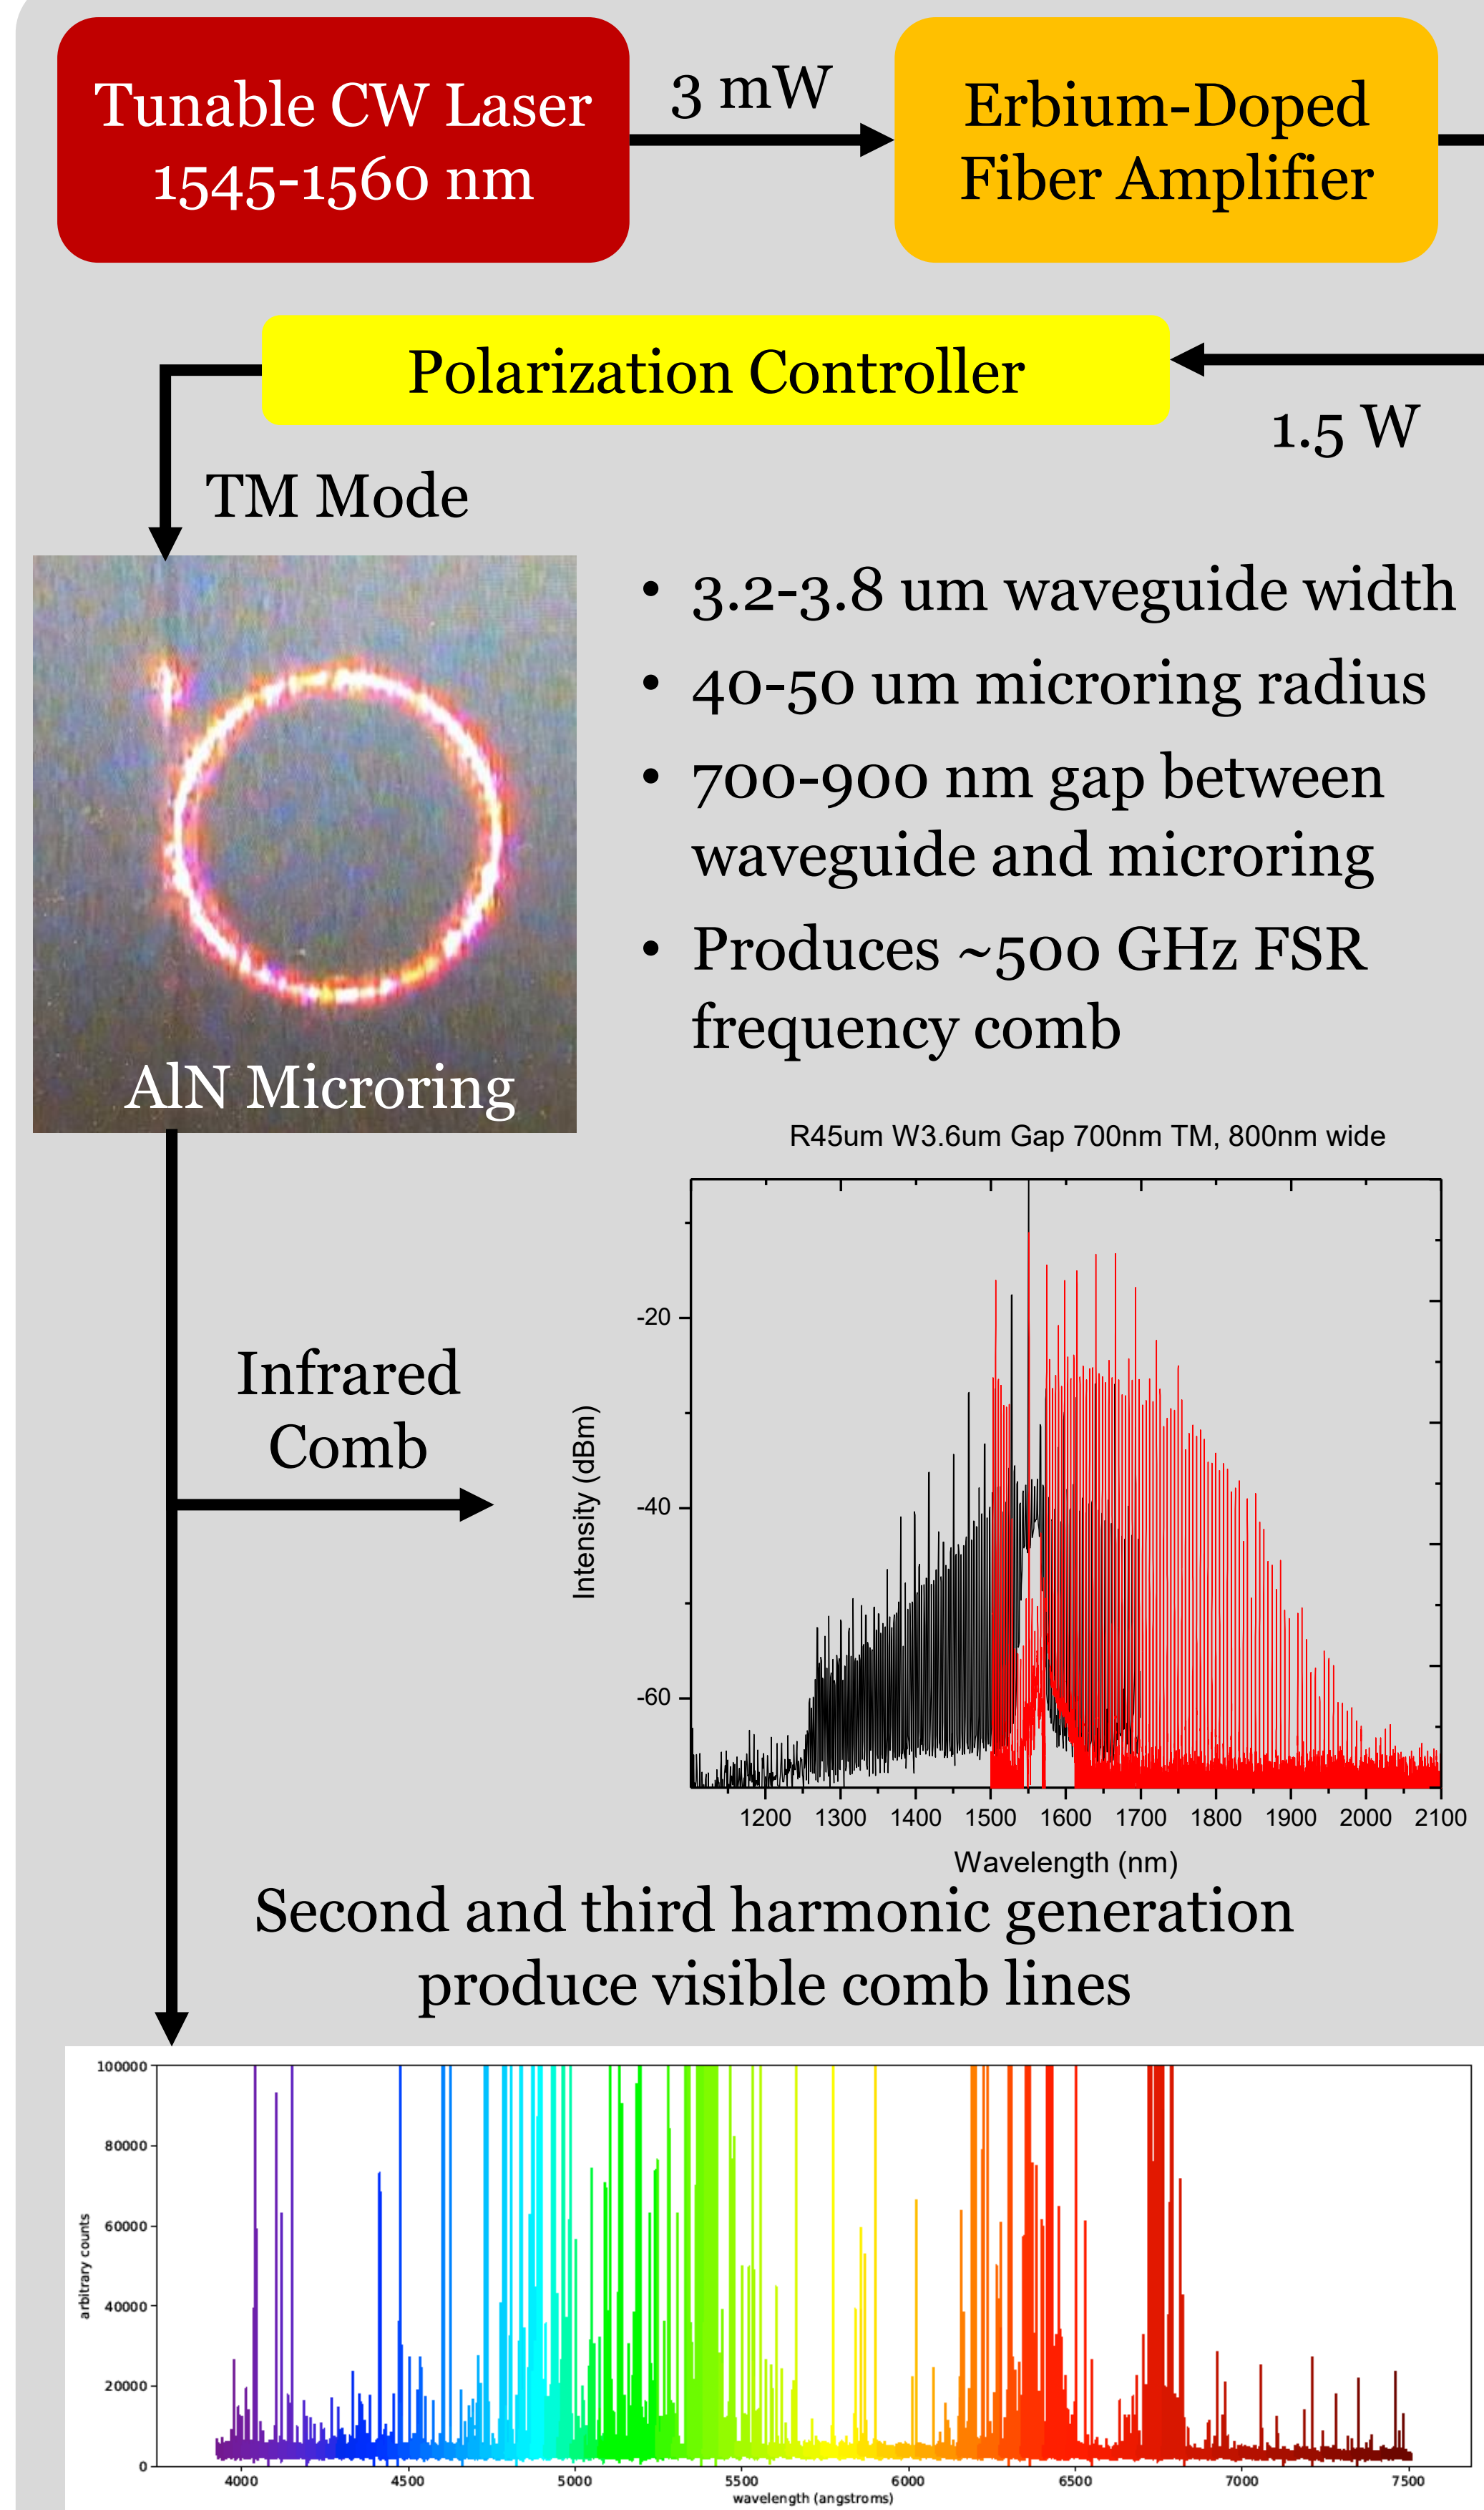 Tunable CW Laser
1545-1560 nm
3 mW
Erbium-Doped
Fiber Amplifier
Polarization Controller
1.5 W
TM Mode
• 3.2-3.8 um waveguide width
• 40-50 um microring radius
• 700-900 nm gap between
waveguide and microring
• Produces ~500 GHz FSR
frequency comb
AlN Microring
R45um W3.6um Gap 700nm TM, 800nm wide
Infrared
Comb
Intensity (dBm)
-20
-40
-60
1200 1300 1400 1500 1600 1700 1800 1900 2000 2100
Wavelength (nm)
Second and third harmonic generation
produce visible comb lines
arbitrary counts
100000
80000
60000
40000
20000
0
4000 4500 5000 5500 6000 6500 7000 7500
wavelength (angstroms)